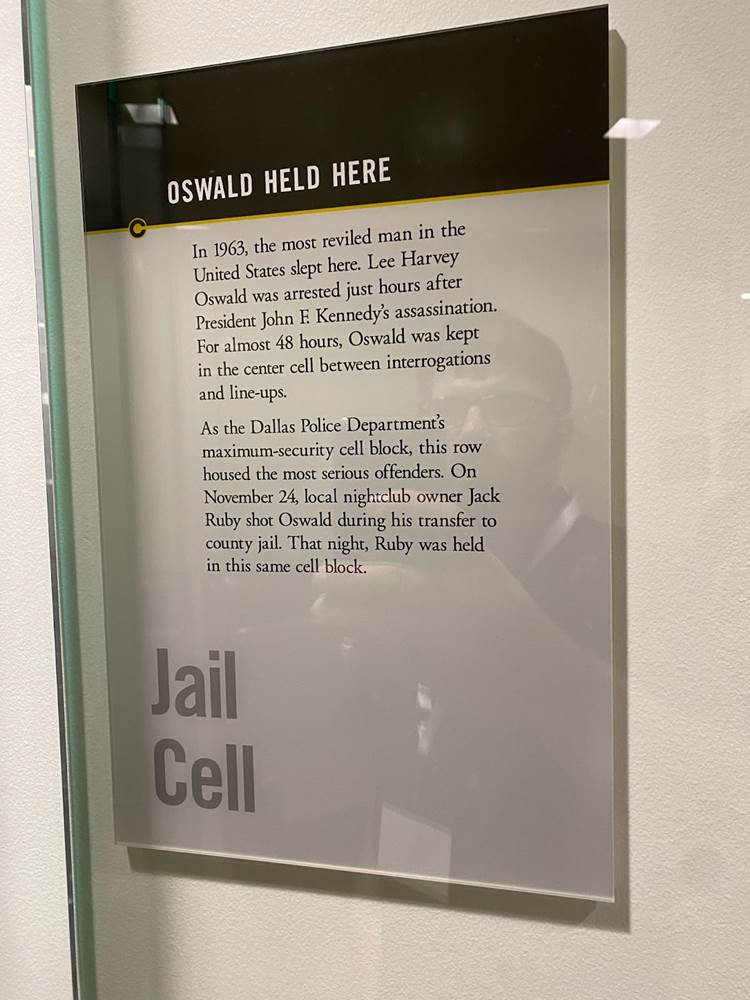 OSWALD HELD HERE
In 1963, the most reviled man in the
United States slept here. Lee Harvey
Oswald was arrested just hours after
President John F. Kennedy's assassination.
For almost 48 hours, Oswald was kept
in the center cell between interrogations
and line-ups.
As the Dallas Police Department's
maximum-security cell block, this row
housed the most serious offenders. On
November 24, local nightclub owner Jack
Ruby shot Oswald during his transfer to
county jail. That night, Ruby was held
in this same cell block.
Jail
Cell